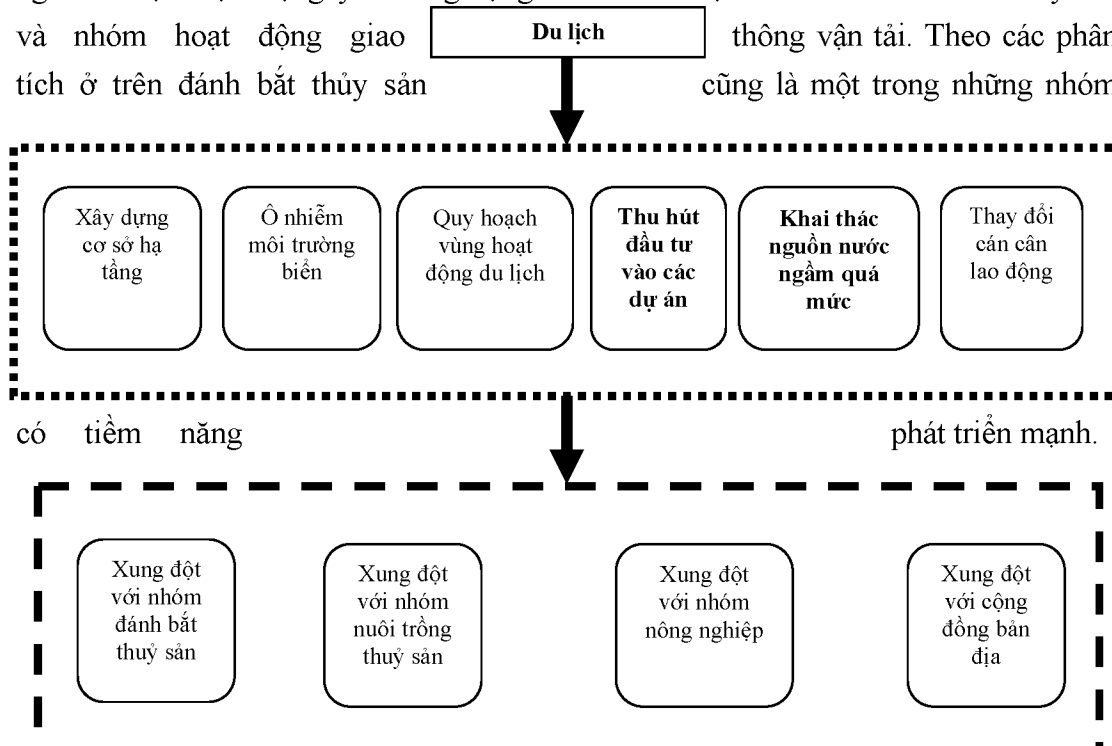 và nhóm hoạt động giao thông vận tải. Theo các phân
tích ở trên đánh bắt thủy sản cũng là một trong những nhóm
Du lịch
Xây dựng
cơ sở hạ
tầng
Ô nhiễm
môi trường
biển
Quy hoạch
vùng hoạt
động du lịch
Thu hút
đầu tư
vào các
dự án
Khai thác
nguồn nước
ngầm quá
mức
Thay đổi
cán cân
lao động
có tiềm năng phát triển mạnh.
Xung đột
với nhóm
đánh bắt
thuỷ sản
Xung đột
với nhóm
nuôi trồng
thuỷ sản
Xung đột
với nhóm
nông nghiệp
Xung đột
với cộng
đồng bản
địa